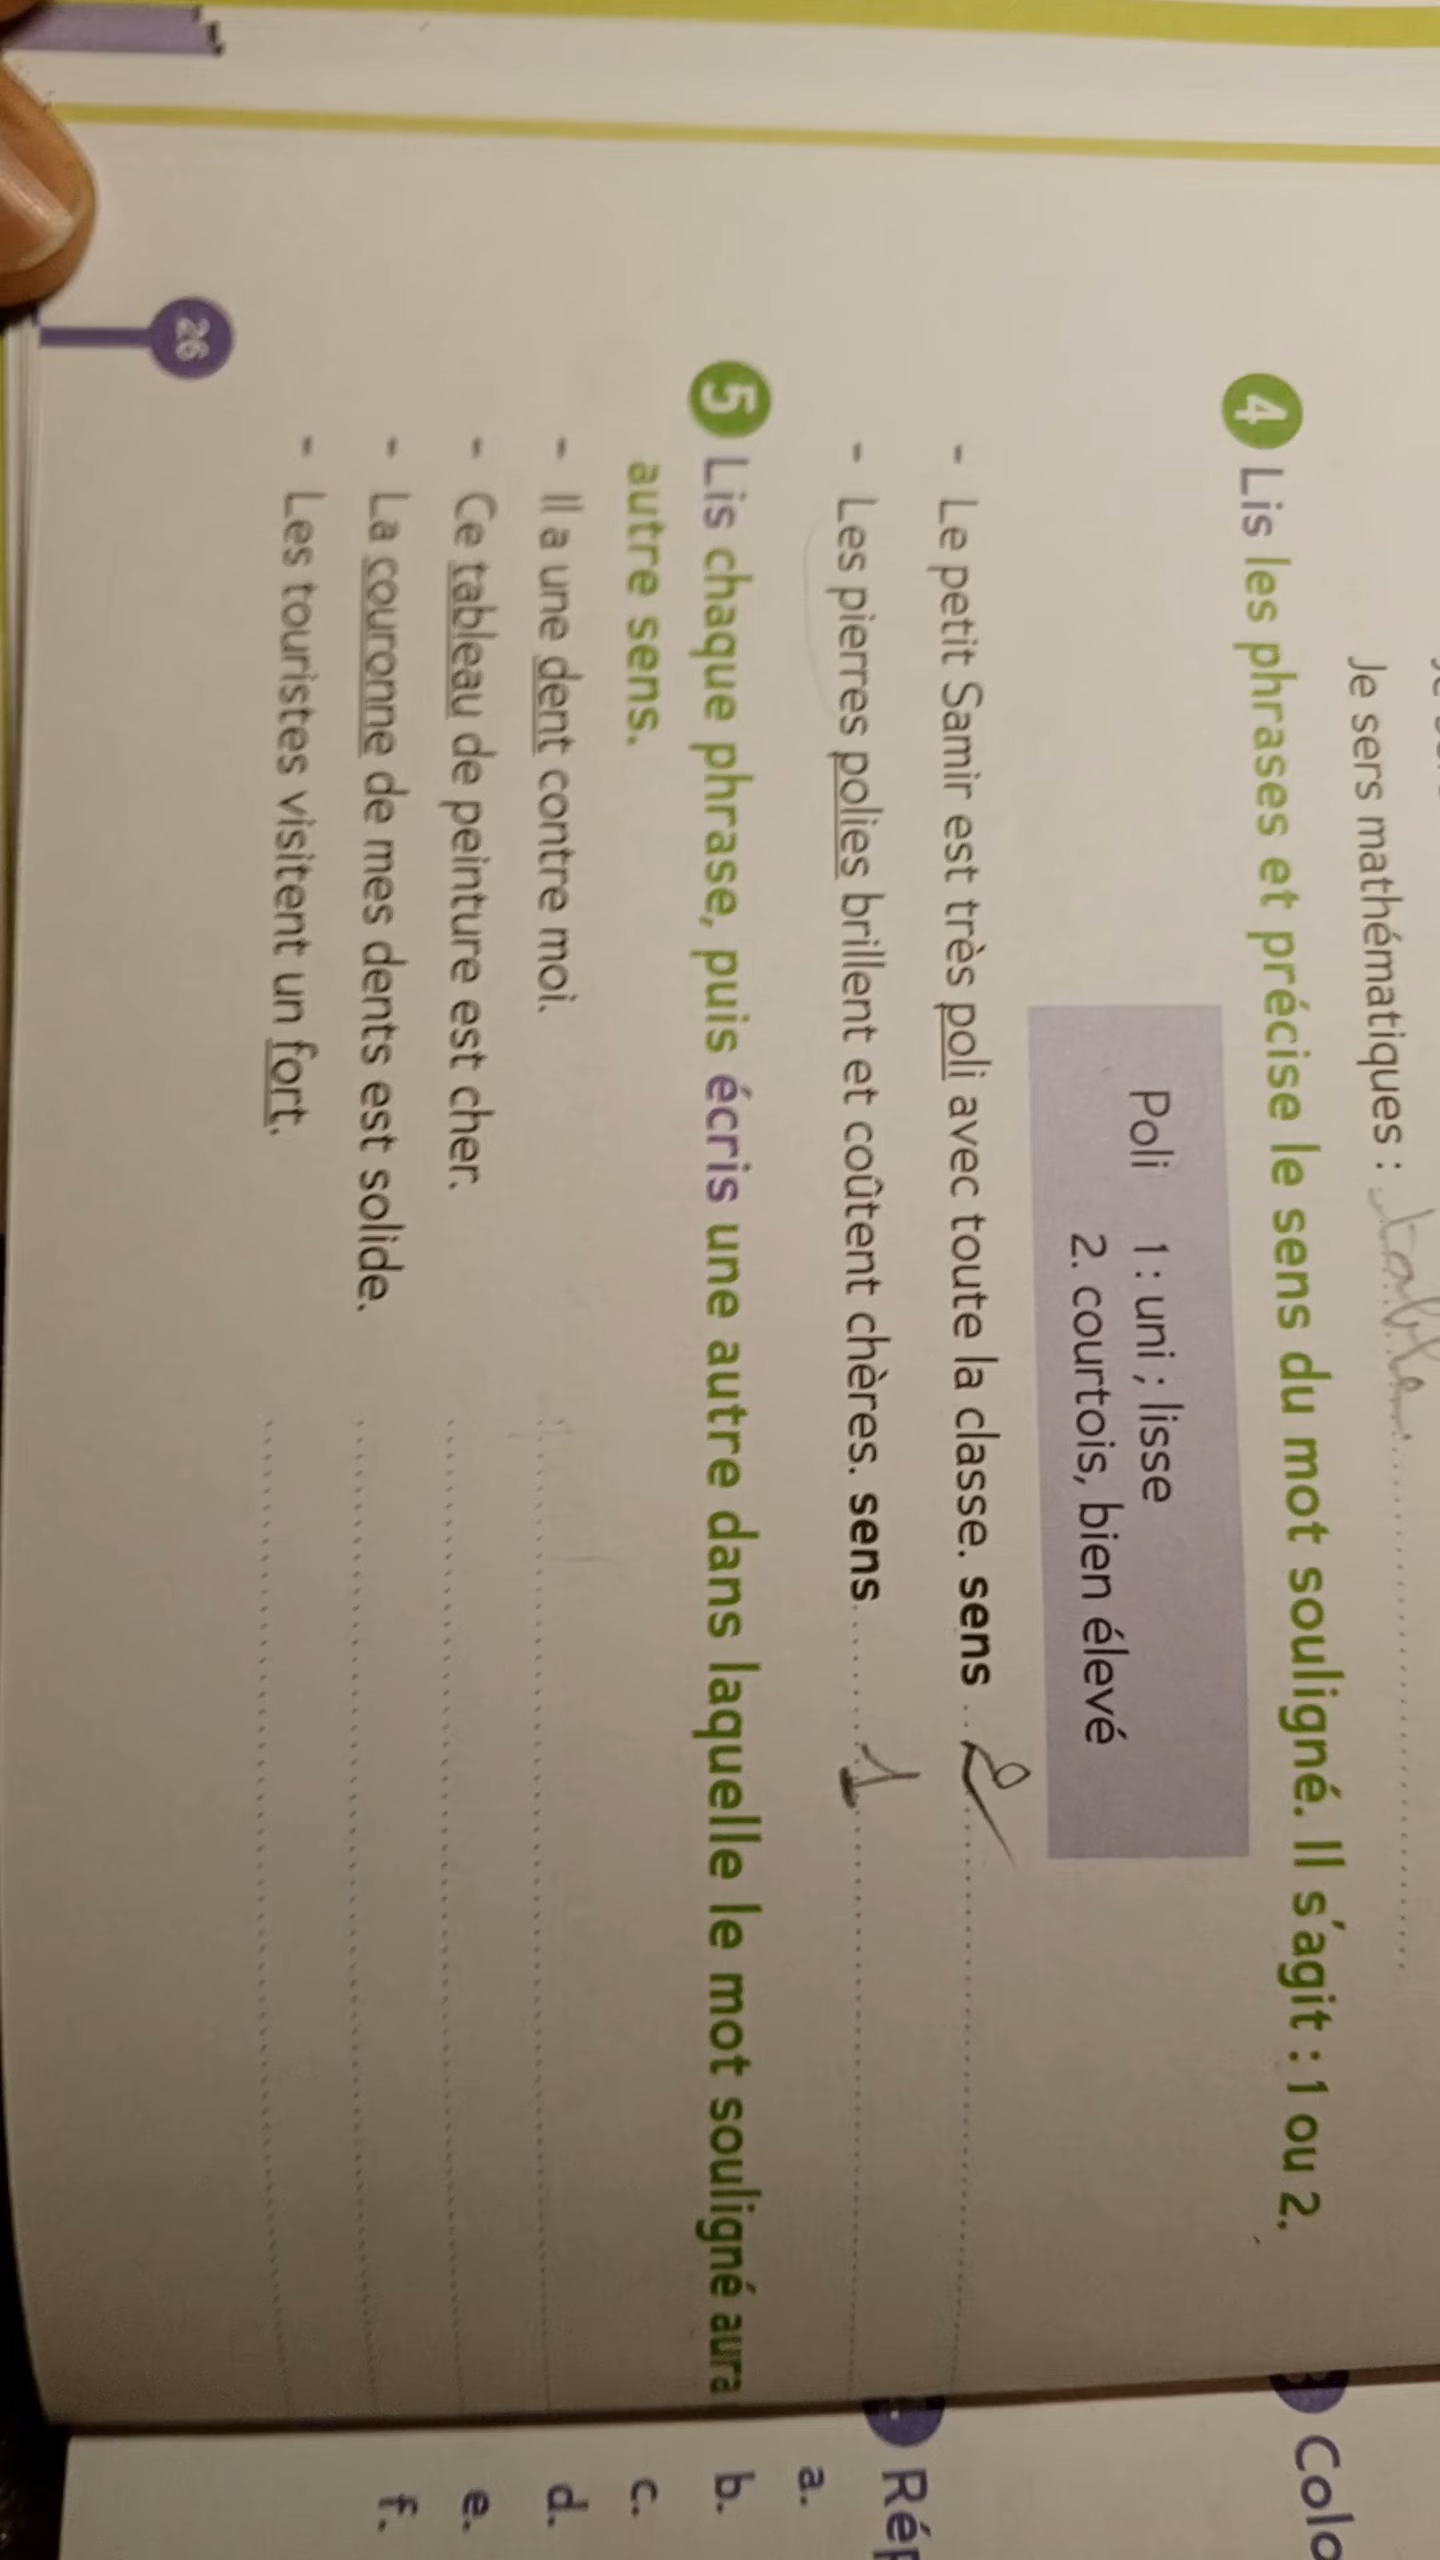 Je sers mathématiques : table
4 Lis les phrases et précise le sens du mot souligné. Il s'agit : 1 ou 2.
Poli 1 : uni ; lisse
2. courtois, bien élevé
- Le petit Samir est très poli avec toute la classe. sens 2
- Les pierres polies brillent et coûtent chères. sens 1
5 Lis chaque phrase, puis écris une autre dans laquelle le mot souligné aura
autre sens.
- Il a une dent contre moi.
- Ce tableau de peinture est cher.
- La couronne de mes dents est solide.
- Les touristes visitent un fort.
26
Colo
Rép
a.
b.
c.
d.
e.
f.